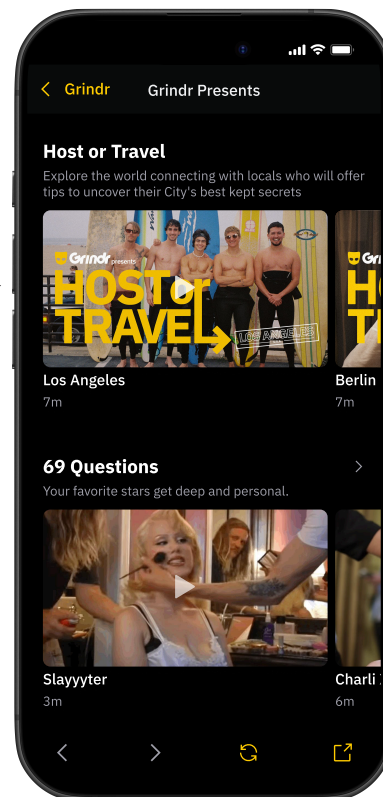 Grindr
Grindr Presents
Host or Travel
Explore the world connecting with locals who will offer
tips to uncover their City's best kept secrets
Grindr presents
HOST or
TRAVEL
LOS ANGELES
Gri
H
T
Los Angeles
Berlin
7m
7m
69 Questions
Your favorite stars get deep and personal.
Slayyyter
Charli
3m
6m